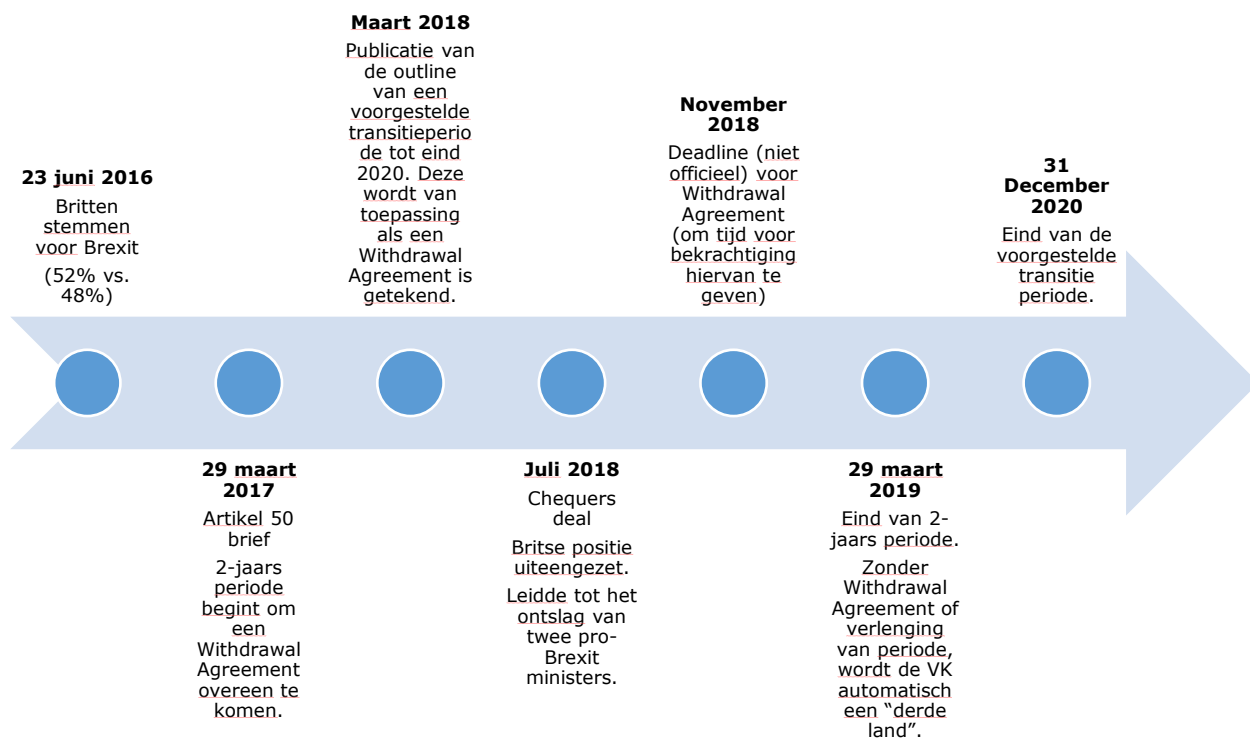 23 juni 2016
Britten
stemmen
voor Brexit
(52% vs.
48%)
29 maart
2017
Artikel 50
brief
2-jaars
periode
begint om
een
Withdrawal
Agreement
overeen te
komen.
Maart 2018
Publicatie van
de outline
van een
voorgestelde
transitieperio
de tot eind
2020. Deze
wordt van
toepassing
als een
Withdrawal
Agreement is
getekend.
Juli 2018
Chequers
deal
Britse positie
uiteengezet.
Leidde tot het
ontslag van
twee pro-
Brexit
ministers.
November
2018
Deadline (niet
officieel) voor
Withdrawal
Agreement
(om tijd voor
bekrachtiging
hiervan te
geven)
29 maart
2019
Eind van 2-
jaars periode.
Zonder
Withdrawal
Agreement of
verlenging
van periode,
wordt de VK
automatisch
een “derde
land”.
31
December
2020
Eind van de
voorgestelde
transitie
periode.